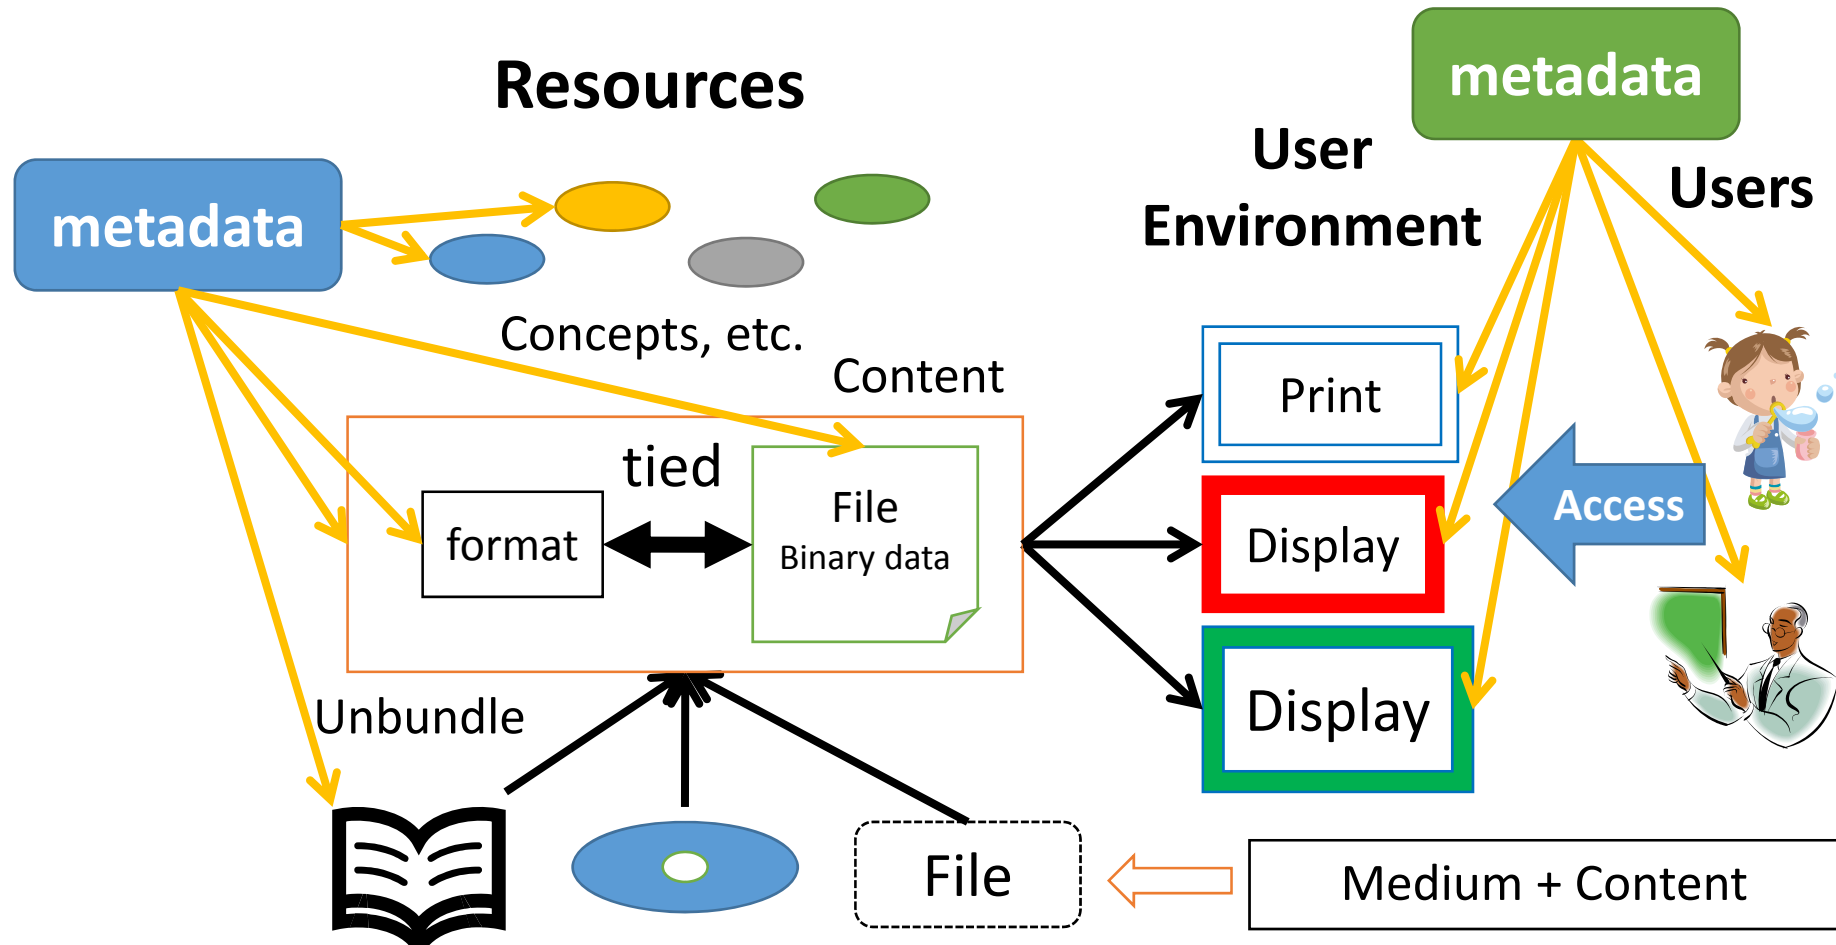 Resources
metadata
User
Environment
Users
metadata
Concepts, etc.
Content
tied
format
File
Binary data
Print
Display
Display
Access
Unbundle
File
Medium + Content